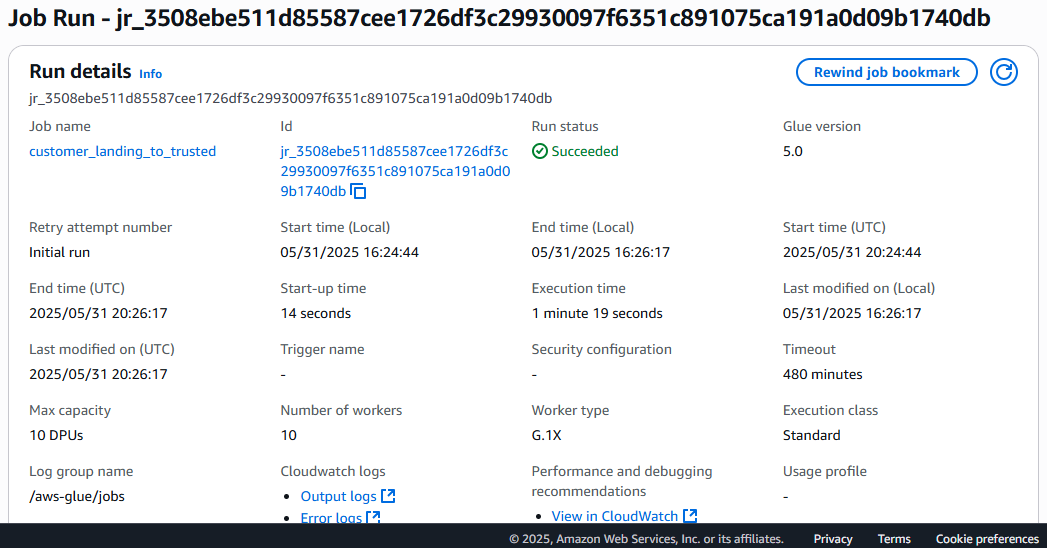 Job Run - jr_3508ebe511d85587cee1726df3c29930097f6351c891075ca191a0d09b1740db
Run details Info
Rewind job bookmark
jr_3508ebe511d85587cee1726df3c29930097f6351c891075ca191a0d09b1740db
Job name
customer_landing_to_trusted
Id
jr_3508ebe511d85587cee1726df3c
29930097f6351c891075ca191a0d0
9b1740db
Run status
Succeeded
Glue version
5.0
Retry attempt number
Initial run
Start time (Local)
05/31/2025 16:24:44
End time (Local)
05/31/2025 16:26:17
Start time (UTC)
2025/05/31 20:24:44
End time (UTC)
2025/05/31 20:26:17
Start-up time
14 seconds
Execution time
1 minute 19 seconds
Last modified on (Local)
05/31/2025 16:26:17
Last modified on (UTC)
2025/05/31 20:26:17
Trigger name
-
Security configuration
-
Timeout
480 minutes
Max capacity
10 DPUs
Number of workers
10
Worker type
G.1X
Execution class
Standard
Log group name
/aws-glue/jobs
Cloudwatch logs
• Output logs
• Error logs
Performance and debugging
recommendations
• View in CloudWatch
Usage profile
-
© 2025, Amazon Web Services, Inc. or its affiliates.
Privacy
Terms
Cookie preferences